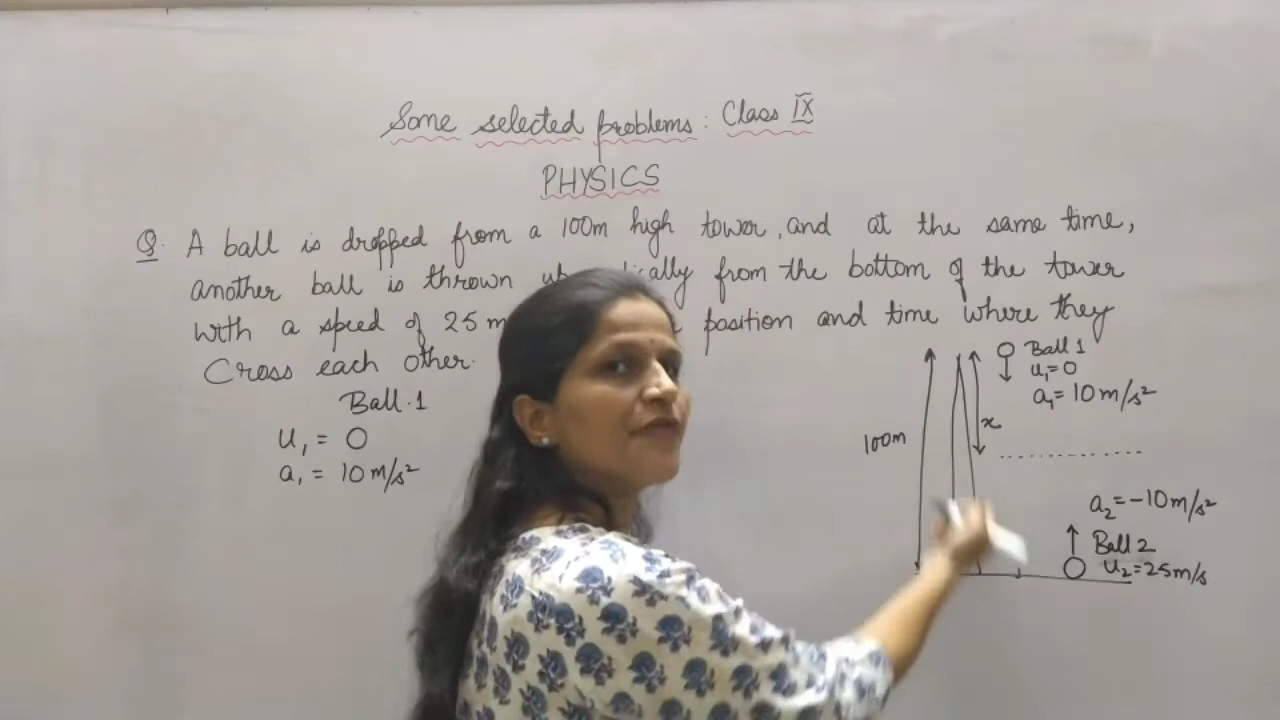 Some selected problems: Class IX
PHYSICS
Q. A ball is dropped from a 100m high tower, and at the same time,
another ball is thrown from the bottom of the tower
with a speed of 25 position and time where they
Cross each other.
Ball.1
u₁ = 0
a₁ = 10 m/s²
100m
x
Ball 1
u₁=0
a₁= 10 m/s²
a₂=-10m/s²
Ball 2
u₂=25m/s